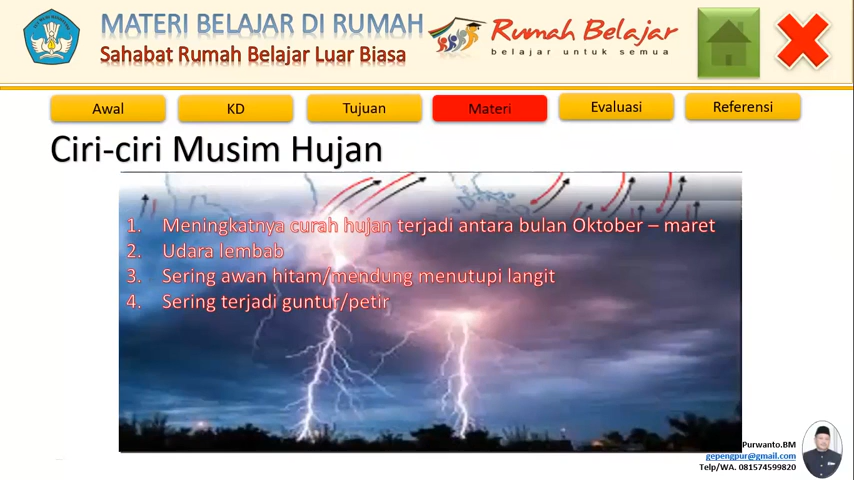 MATERI BELAJAR DI RUMAH
Sahabat Rumah Belajar Luar Biasa
Rumah Belajar
belajar untuk semua
Awal
KD
Tujuan
Materi
Evaluasi
Referensi
Ciri-ciri Musim Hujan
1. Meningkatnya curah hujan terjadi antara bulan Oktober – maret
2. Udara lembab
3. Sering awan hitam/mendung menutupi langit
4. Sering terjadi guntur/petir
Purwanto.BM
gepengpur@gmail.com
Telp/WA. 081574599820